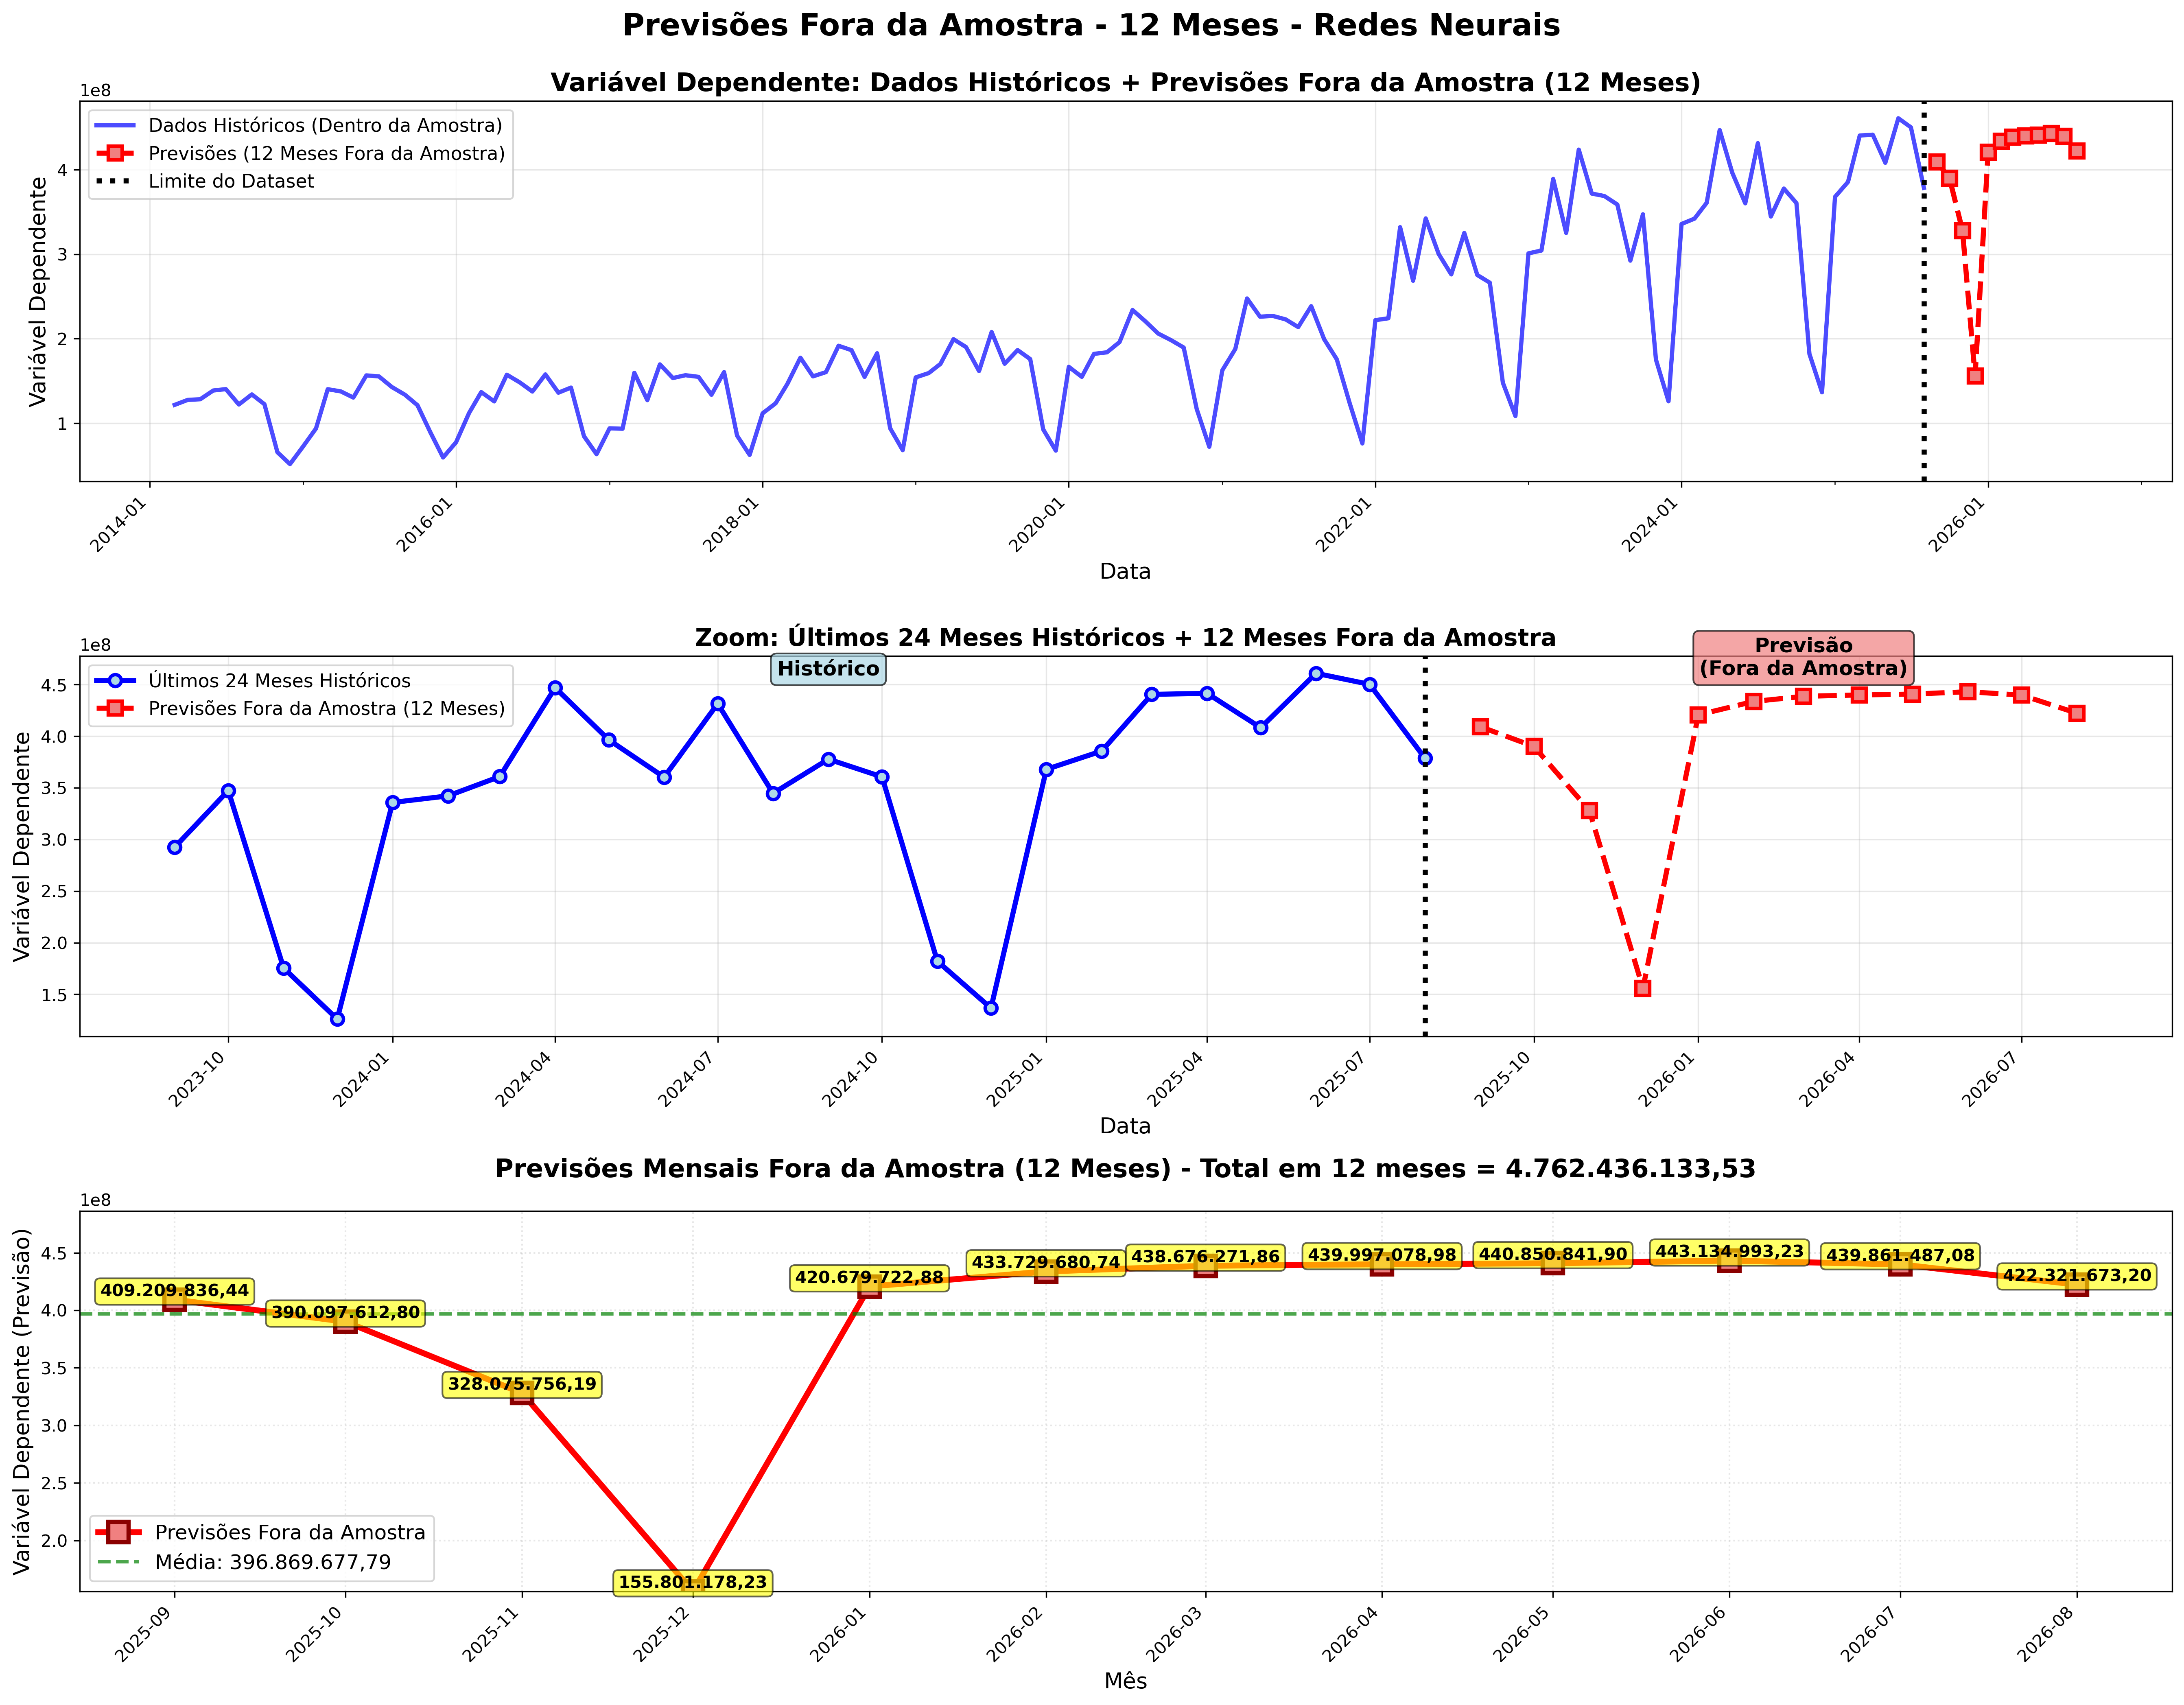 Previsões Fora da Amostra - 12 Meses - Redes Neurais
Variável Dependente: Dados Históricos + Previsões Fora da Amostra (12 Meses)
1e8
Dados Históricos (Dentro da Amostra)
Previsões (12 Meses Fora da Amostra)
Limite do Dataset
Variável Dependente
4
3
2
1
2014-01
2016-01
2018-01
2020-01
2022-01
2024-01
2026-01
Data
Zoom: Últimos 24 Meses Históricos + 12 Meses Fora da Amostra
1e8
Últimos 24 Meses Históricos
Previsões Fora da Amostra (12 Meses)
Histórico
Previsão
(Fora da Amostra)
Variável Dependente
4.5
4.0
3.5
3.0
2.5
2.0
1.5
2023-10
2024-01
2024-04
2024-07
2024-10
2025-01
2025-04
2025-07
2025-10
2026-01
2026-04
2026-07
Data
Previsões Mensais Fora da Amostra (12 Meses) - Total em 12 meses = 4.762.436.133,53
1e8
Variável Dependente (Previsão)
4.5
4.0
3.5
3.0
2.5
2.0
409.209.836,44
390.097.612,80
328.075.756,19
155.801.178,23
420.679.722,88
433.729.680,74
438.676.271,86
439.997.078,98
440.850.841,90
443.134.993,23
439.861.487,08
422.321.673,20
Previsões Fora da Amostra
Média: 396.869.677,79
2025-09
2025-10
2025-11
2025-12
2026-01
2026-02
2026-03
2026-04
2026-05
2026-06
2026-07
2026-08
Mês